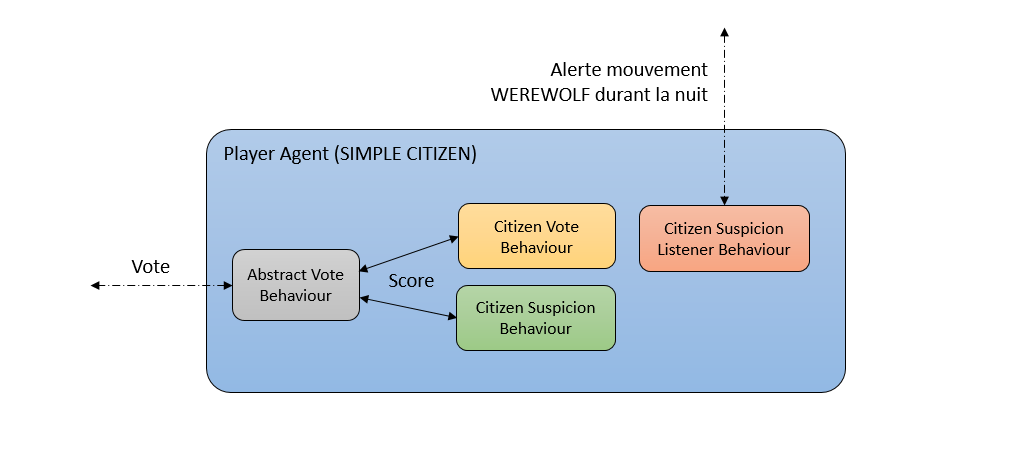 Alerte mouvement
WEREWOLF durant la nuit
Player Agent (SIMPLE CITIZEN)
Citizen Vote
Behaviour
Citizen Suspicion
Listener Behaviour
Vote
Abstract Vote
Behaviour
Score
Citizen Suspicion
Behaviour